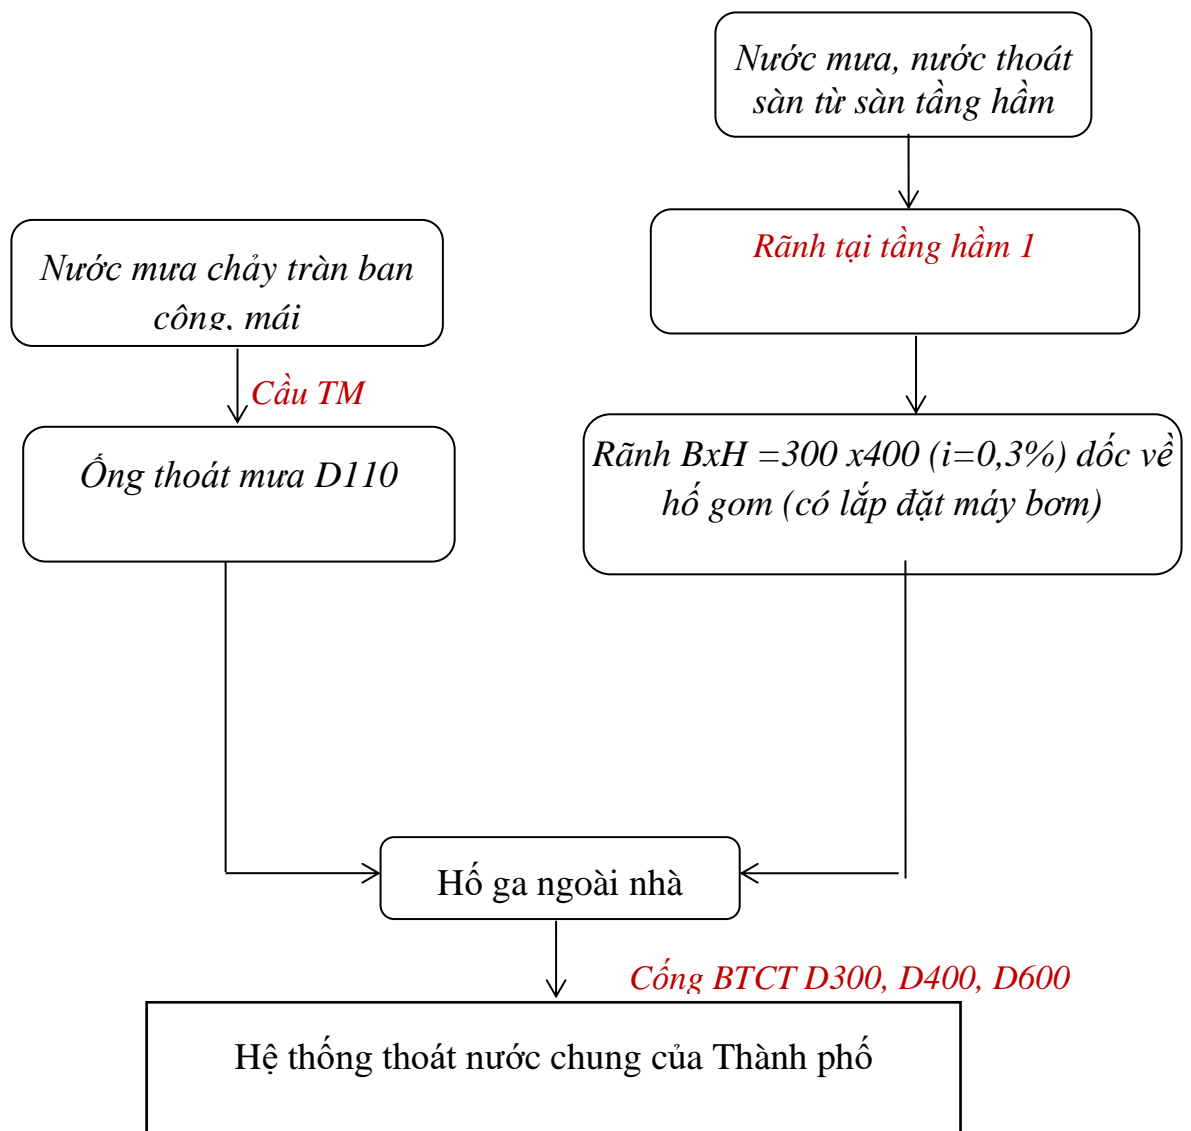 Nước mưa, nước thoát
sàn từ sàn tầng hầm
Rãnh tại tầng hầm 1
Nước mưa chảy tràn ban
công, mái
Cầu TM
Ống thoát mưa D110
Rãnh BxH =300 x400 (i=0,3%) dốc về
hố gom (có lắp đặt máy bơm)
Hố ga ngoài nhà
Cống BTCT D300, D400, D600
Hệ thống thoát nước chung của Thành phố